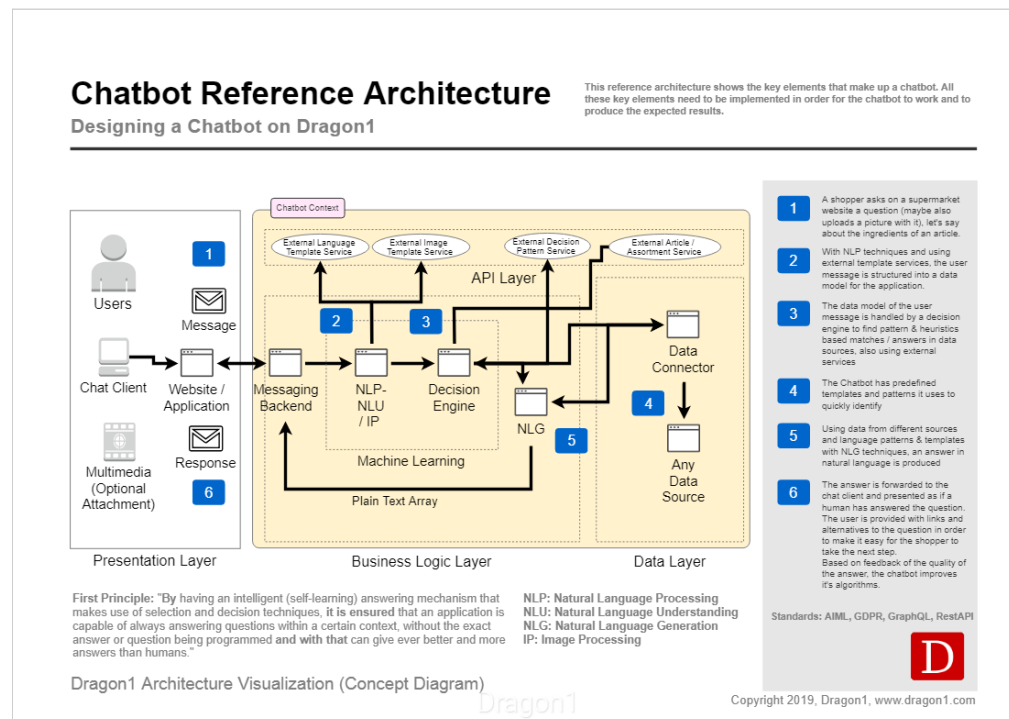 Chatbot Reference Architecture
Designing a Chatbot on Dragon1
This reference architecture shows the key elements that make up a chatbot. All
these key elements need to be implemented in order for the chatbot to work and to
produce the expected results.
Chatbot Context
External Language
Template Service
External Image
Template Service
External Decision
Pattern Service
External Article /
Assortment Service
API Layer
1
Users
Message
2
3
Chat Client
Website /
Application
Messaging
Backend
NLP-
NLU
/ IP
Decision
Engine
Data
Connector
NLG
4
5
Machine Learning
Multimedia
(Optional
Attachment)
Response
6
Plain Text Array
Any
Data
Source
Presentation Layer
Business Logic Layer
Data Layer
1
A shopper asks on a supermarket
website a question (maybe also
uploads a picture with it), let's say
about the ingredients of an article.
2
With NLP techniques and using
external template services, the user
message is structured into a data
model for the application.
3
The data model of the user
message is handled by a decision
engine to find pattern & heuristics
based matches / answers in data
sources, also using external
services
4
The Chatbot has predefined
templates and patterns it uses to
quickly identify
5
Using data from different sources
and language patterns & templates
with NLG techniques, an answer in
natural language is produced
6
The answer is forwarded to the
chat client and presented as if a
human has answered the question.
The user is provided with links and
alternatives to the question in order
to make it easy for the shopper to
take the next step.
Based on feedback of the quality of
the answer, the chatbot improves
it's algorithms.
Standards: AIML, GDPR, GraphQL, RestAPI
D
First Principle: "By having an intelligent (self-learning) answering mechanism that
makes use of selection and decision techniques, it is ensured that an application is
capable of always answering questions within a certain context, without the exact
answer or question being programmed and with that can give ever better and more
answers than humans."
NLP: Natural Language Processing
NLU: Natural Language Understanding
NLG: Natural Language Generation
IP: Image Processing
Dragon1 Architecture Visualization (Concept Diagram)
Dragon1
Copyright 2019, Dragon1, www.dragon1.com